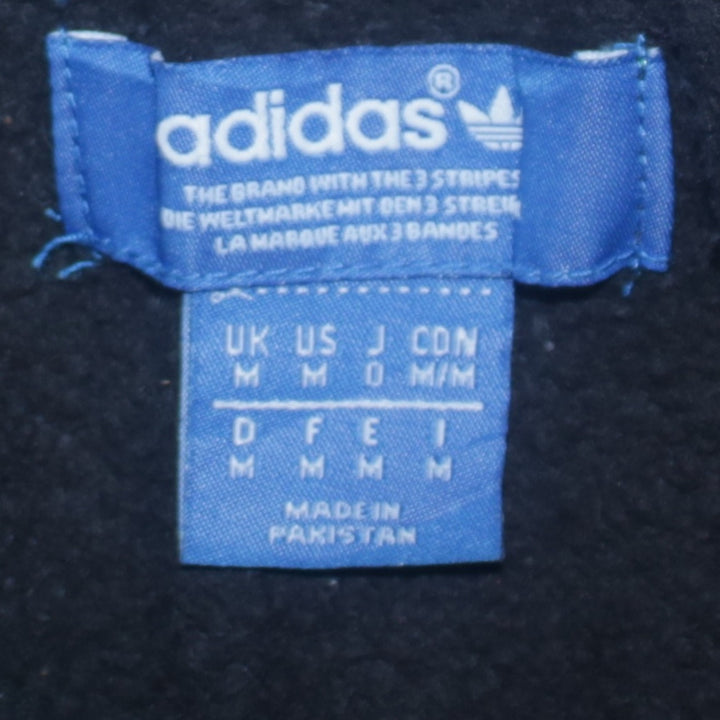 adidas®
THE BRAND WITH THE 3 STRIPES
DIE WELTMARKE MIT DEN 3 STREIF
LA MARQUE AUX 3 BANDES
UK US J CDN
M M O M/M
D F E I
M M M M
MADE IN
PAKISTAN